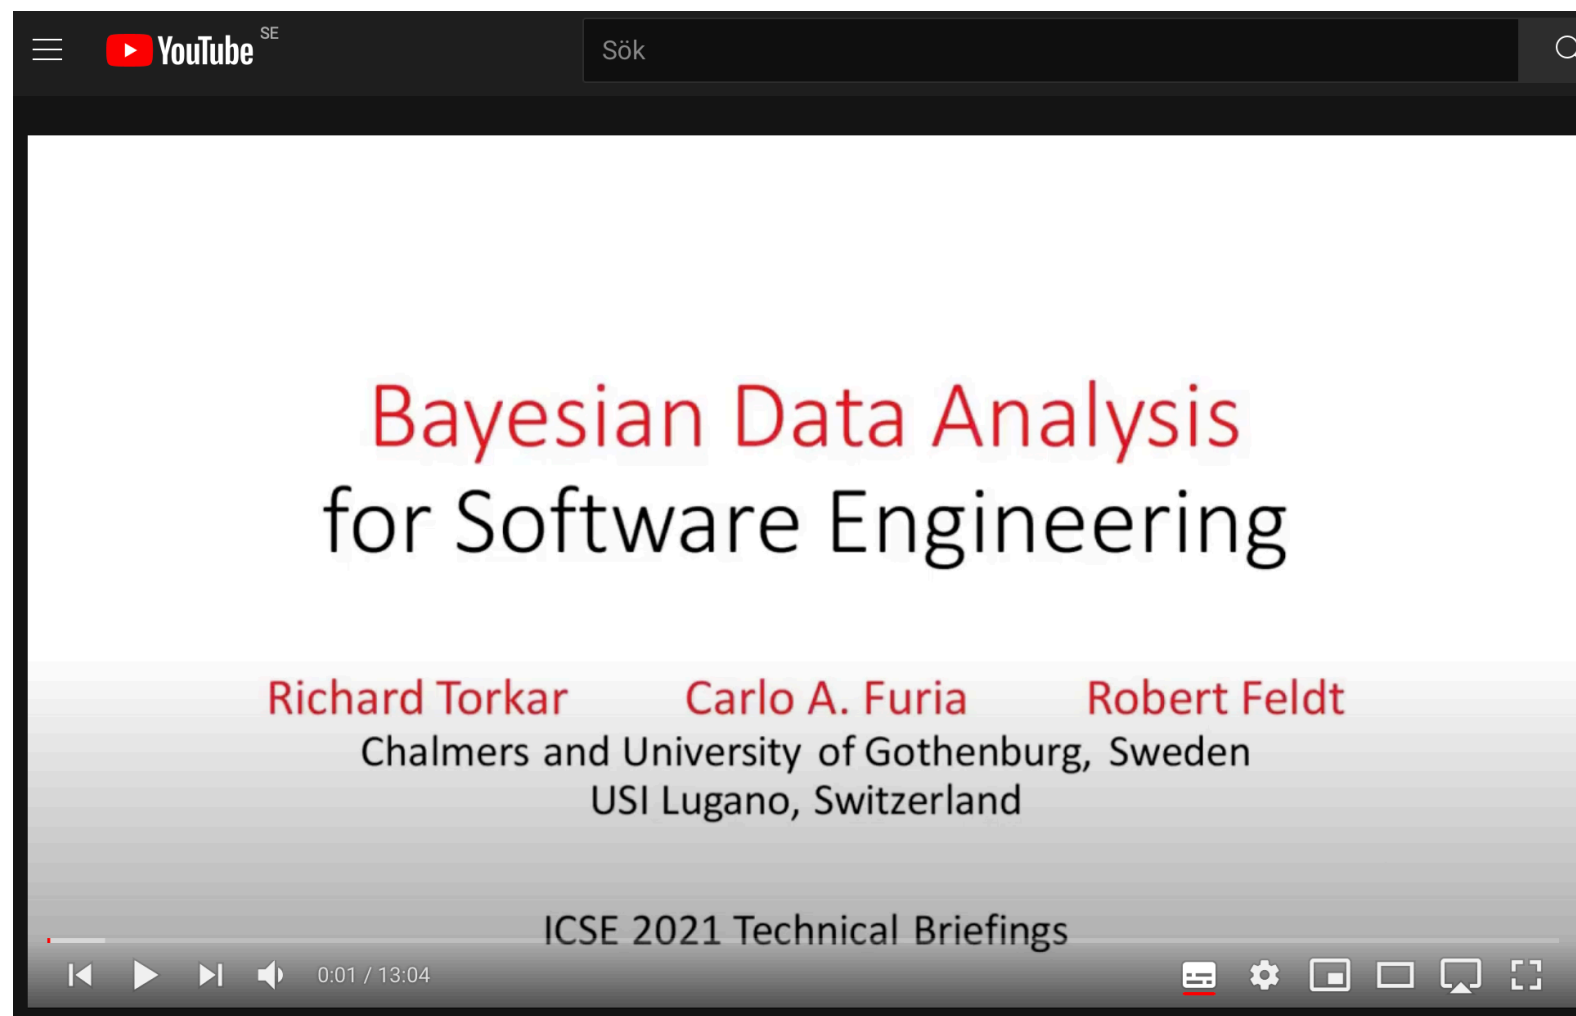 YouTube SE
Sök
Bayesian Data Analysis
for Software Engineering
Richard Torkar Carlo A. Furia Robert Feldt
Chalmers and University of Gothenburg, Sweden
USI Lugano, Switzerland
ICSE 2021 Technical Briefings
0:01 / 13:04